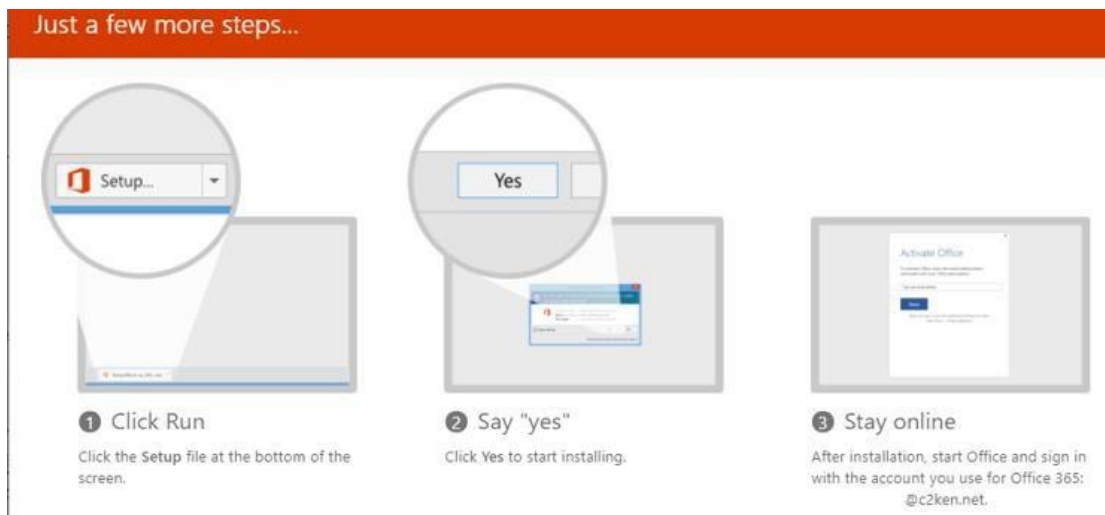 Just a few more steps...
Setup...
Yes
Activate Office
1 Click Run
Click the Setup file at the bottom of the
screen.
2 Say "yes"
Click Yes to start installing.
3 Stay online
After installation, start Office and sign in
with the account you use for Office 365:
@c2ken.net.